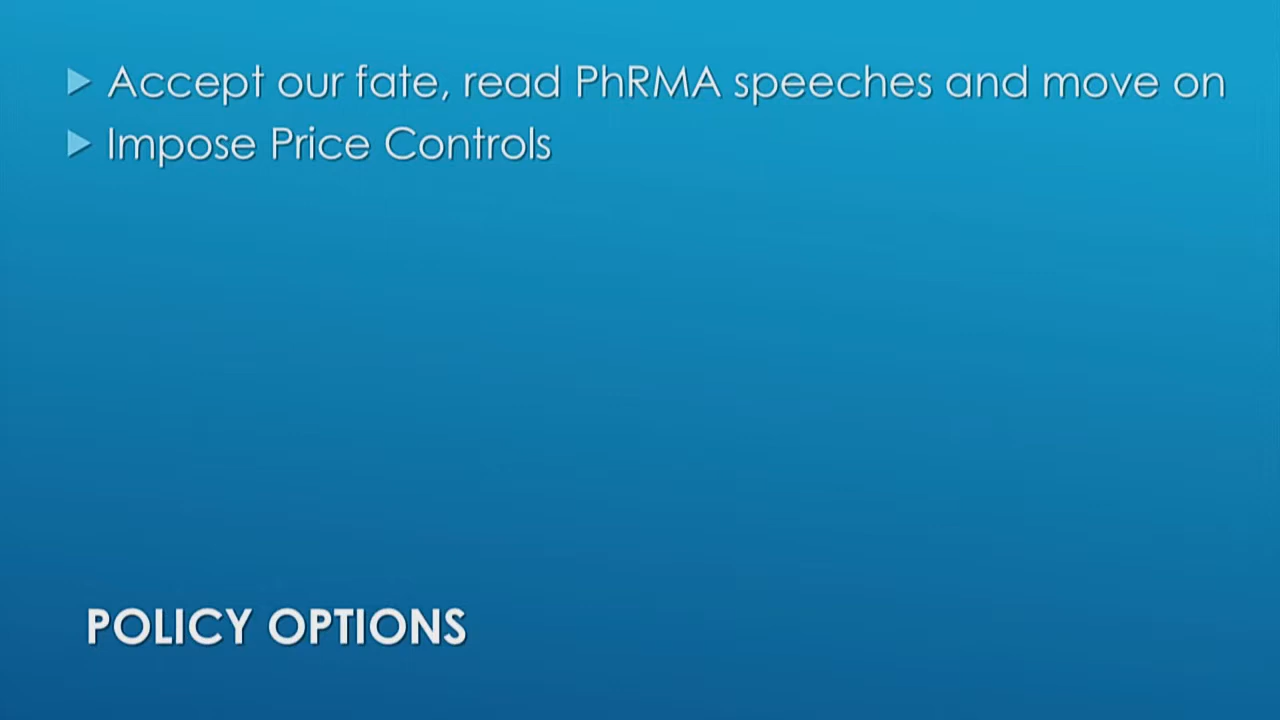 Accept our fate, read PhRMA speeches and move on
Impose Price Controls
POLICY OPTIONS